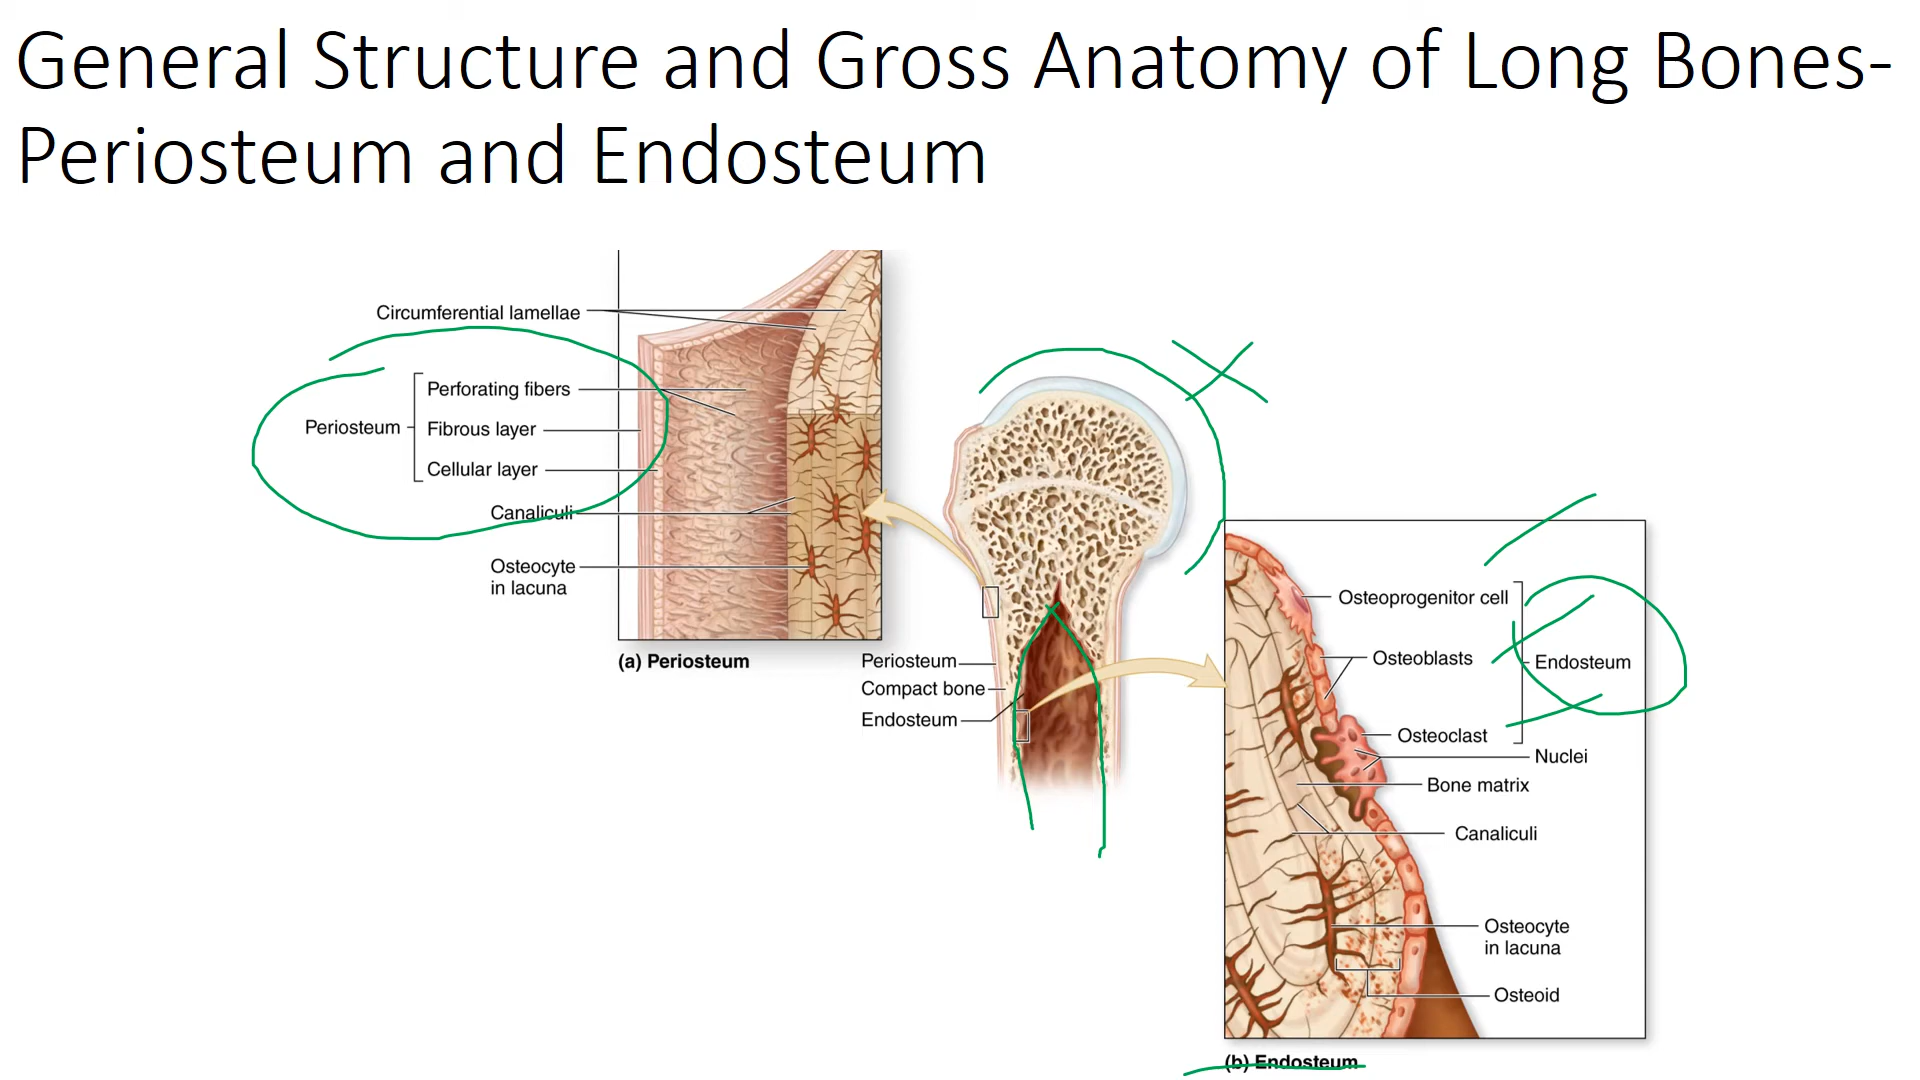 General Structure and Gross Anatomy of Long Bones-
Periosteum and Endosteum
Circumferential lamellae
Perforating fibers
Periosteum
Fibrous layer
Cellular layer
Canaliculi
Osteocyte
in lacuna
(a) Periosteum
Periosteum
Compact bone
Endosteum
Osteoprogenitor cell
Osteoblasts
Endosteum
Osteoclast
Nuclei
Bone matrix
Canaliculi
Osteocyte
in lacuna
Osteoid
(b) Endosteum